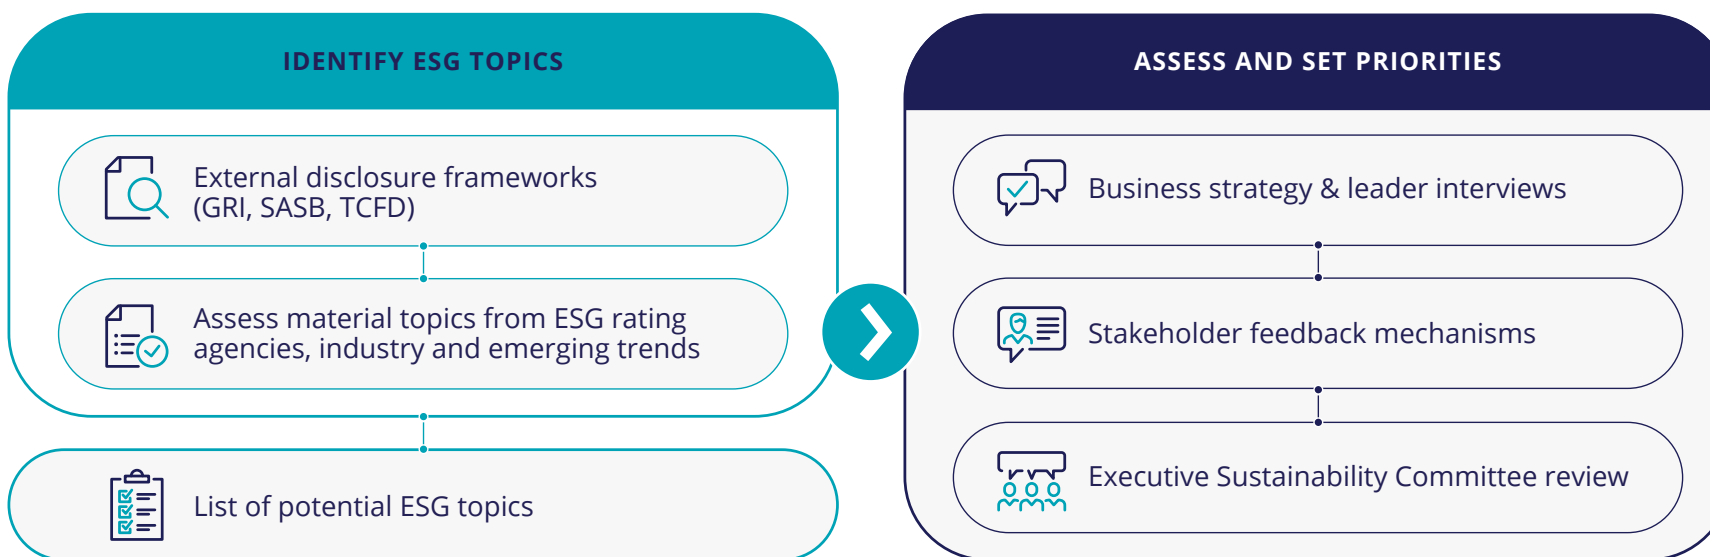 IDENTIFY ESG TOPICS
External disclosure frameworks
(GRI, SASB, TCFD)
Assess material topics from ESG rating
agencies, industry and emerging trends
List of potential ESG topics
ASSESS AND SET PRIORITIES
Business strategy & leader interviews
Stakeholder feedback mechanisms
Executive Sustainability Committee review